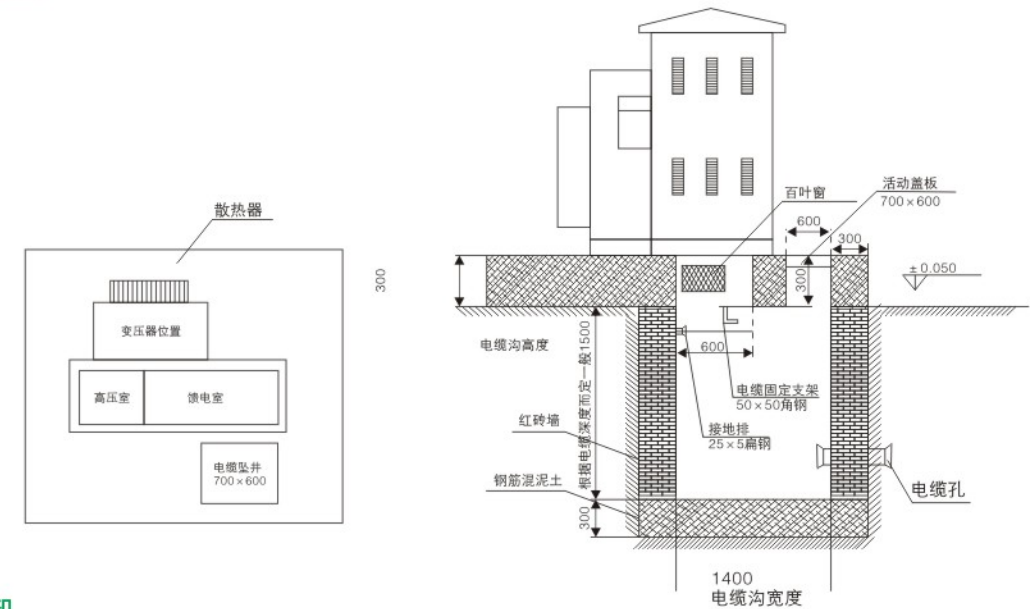 散热器
变压器位置
高压室
馈电室
电缆坠井
700×600
300
百叶窗
活动盖板
700×600
600
300
300
±0.050
电缆沟高度
根据电缆深度而定一般1500
600
电缆固定支架
50×50角钢
接地排
25×5扁钢
红砖墙
钢筋混泥土
300
电缆孔
1400
电缆沟宽度